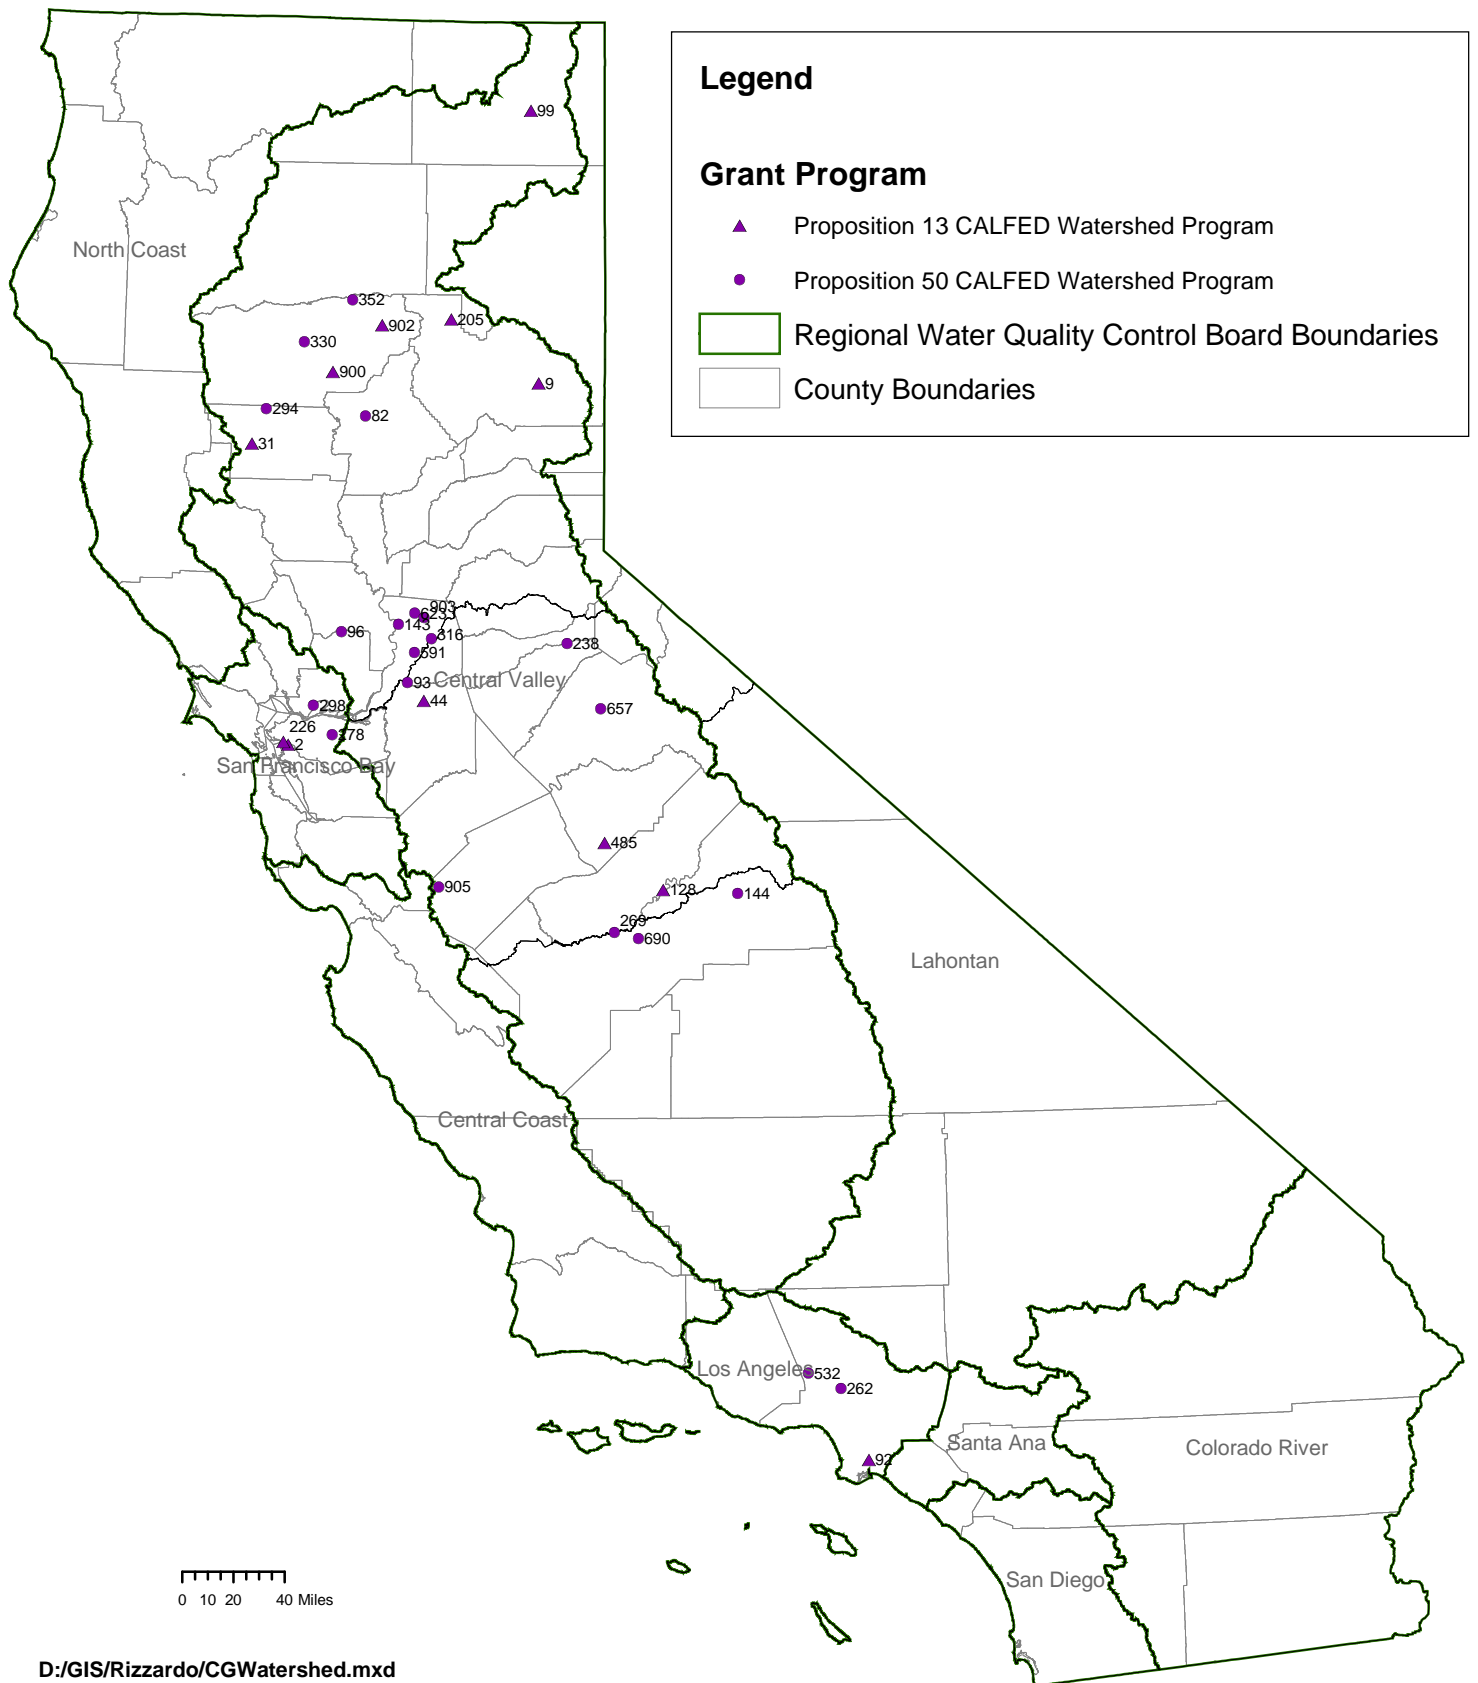 Legend
99
Grant Program
Proposition 13 CALFED Watershed Program
North Coast
Proposition 50 CALFED Watershed Program
352
902
205
330
Regional Water Quality Control Board Boundaries
900
9
County Boundaries
294
82
31
903
623
143
316
96
238
591
Central Valley
93
44
298
657
226
378
2
San Francisco Bay
485
905
128
144
269
690
Lahontan
Central Coast
Los Angeles
532
262
Santa Ana
Colorado River
92
San Diego
0 10 20 40 Miles
D:/GIS/Rizzardo/CGWatershed.mxd